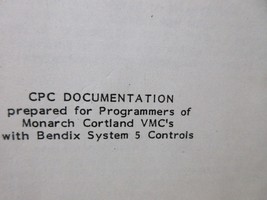 CPC DOCUMENTATION
prepared for Programmers of
Monarch Cortland VMC's
with Bendix System 5 Controls